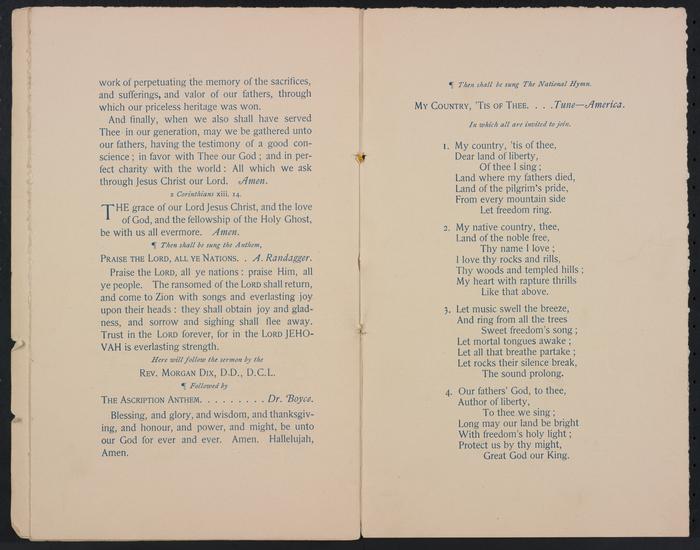 work of perpetuating the memory of the sacrifices,
and sufferings, and valor of our fathers, through
which our priceless heritage was won.
And finally, when we also shall have served
Thee in our generation, may we be gathered unto
our fathers, having the testimony of a good con-
science; in favor with Thee our God; and in per-
fect charity with the world: All which we ask
through Jesus Christ our Lord. Amen.
2 Corinthians xiii. 14.
THE grace of our Lord Jesus Christ, and the love
of God, and the fellowship of the Holy Ghost,
be with us all evermore. Amen.
¶ Then shall be sung the Anthem,
PRAISE THE LORD, ALL YE NATIONS. . A. Randagger.
Praise the LORD, all ye nations: praise Him, all
ye people. The ransomed of the LORD shall return,
and come to Zion with songs and everlasting joy
upon their heads: they shall obtain joy and glad-
ness, and sorrow and sighing shall flee away.
Trust in the LORD forever, for in the LORD JEHO-
VAH is everlasting strength.
Here will follow the sermon by the
REV. MORGAN DIX, D.D., D.C.L.
¶ Followed by
THE ASCRIPTION ANTHEM. . . . . . . . . Dr. Boyce.
Blessing, and glory, and wisdom, and thanksgiv-
ing, and honour, and power, and might, be unto
our God for ever and ever. Amen. Hallelujah,
Amen.
¶ Then shall be sung The National Hymn.
MY COUNTRY, 'TIS OF THEE. . . . Tune—America.
In which all are invited to join.
1. My country, 'tis of thee,
Dear land of liberty,
Of thee I sing;
Land where my fathers died,
Land of the pilgrim's pride,
From every mountain side
Let freedom ring.
2. My native country, thee,
Land of the noble free,
Thy name I love;
I love thy rocks and rills,
Thy woods and templed hills;
My heart with rapture thrills
Like that above.
3. Let music swell the breeze,
And ring from all the trees
Sweet freedom's song;
Let mortal tongues awake;
Let all that breathe partake;
Let rocks their silence break,
The sound prolong.
4. Our fathers' God, to thee,
Author of liberty,
To thee we sing;
Long may our land be bright
With freedom's holy light;
Protect us by thy might,
Great God our King.